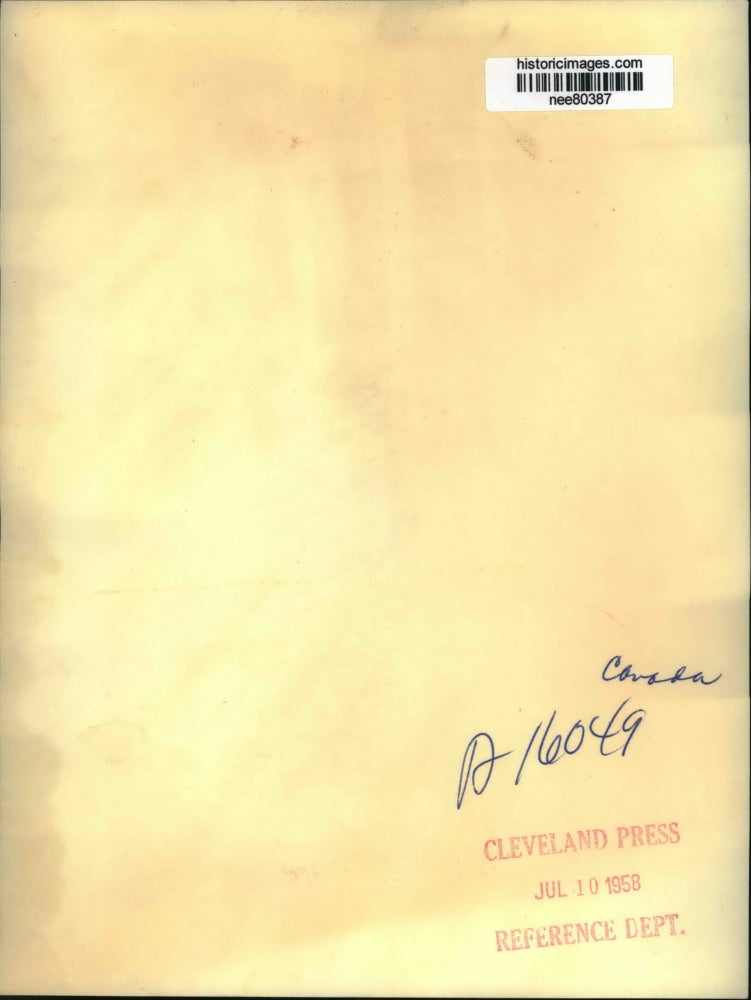 historicimages.com
nee80387
Canada
A-16049
CLEVELAND PRESS
JUL 10 1958
REFERENCE DEPT.